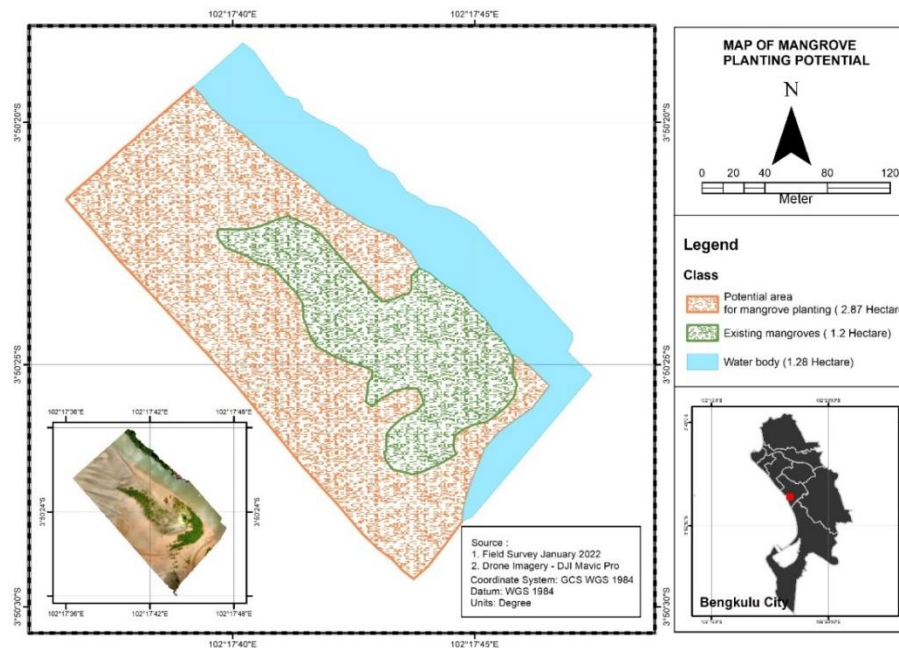 102°17'40"E
102°17'45"E
3°50'20"S
3°50'25"S
3°50'30"S
102°17'40"E
102°17'45"E
102°17'36"E
102°17'42"E
102°17'48"E
3°50'24"S
3°50'24"S
102°17'36"E
102°17'42"E
102°17'48"E
Source :
1. Field Survey January 2022
2. Drone Imagery - DJI Mavic Pro
Coordinate System: GCS WGS 1984
Datum: WGS 1984
Units: Degree
MAP OF MANGROVE
PLANTING POTENTIAL
N
0 20 40 60 80 120
Meter
Legend
Class
Potential area
for mangrove planting ( 2.87 Hectare
Existing mangroves ( 1.2 Hectare)
Water body (1.28 Hectare)
Bengkulu City